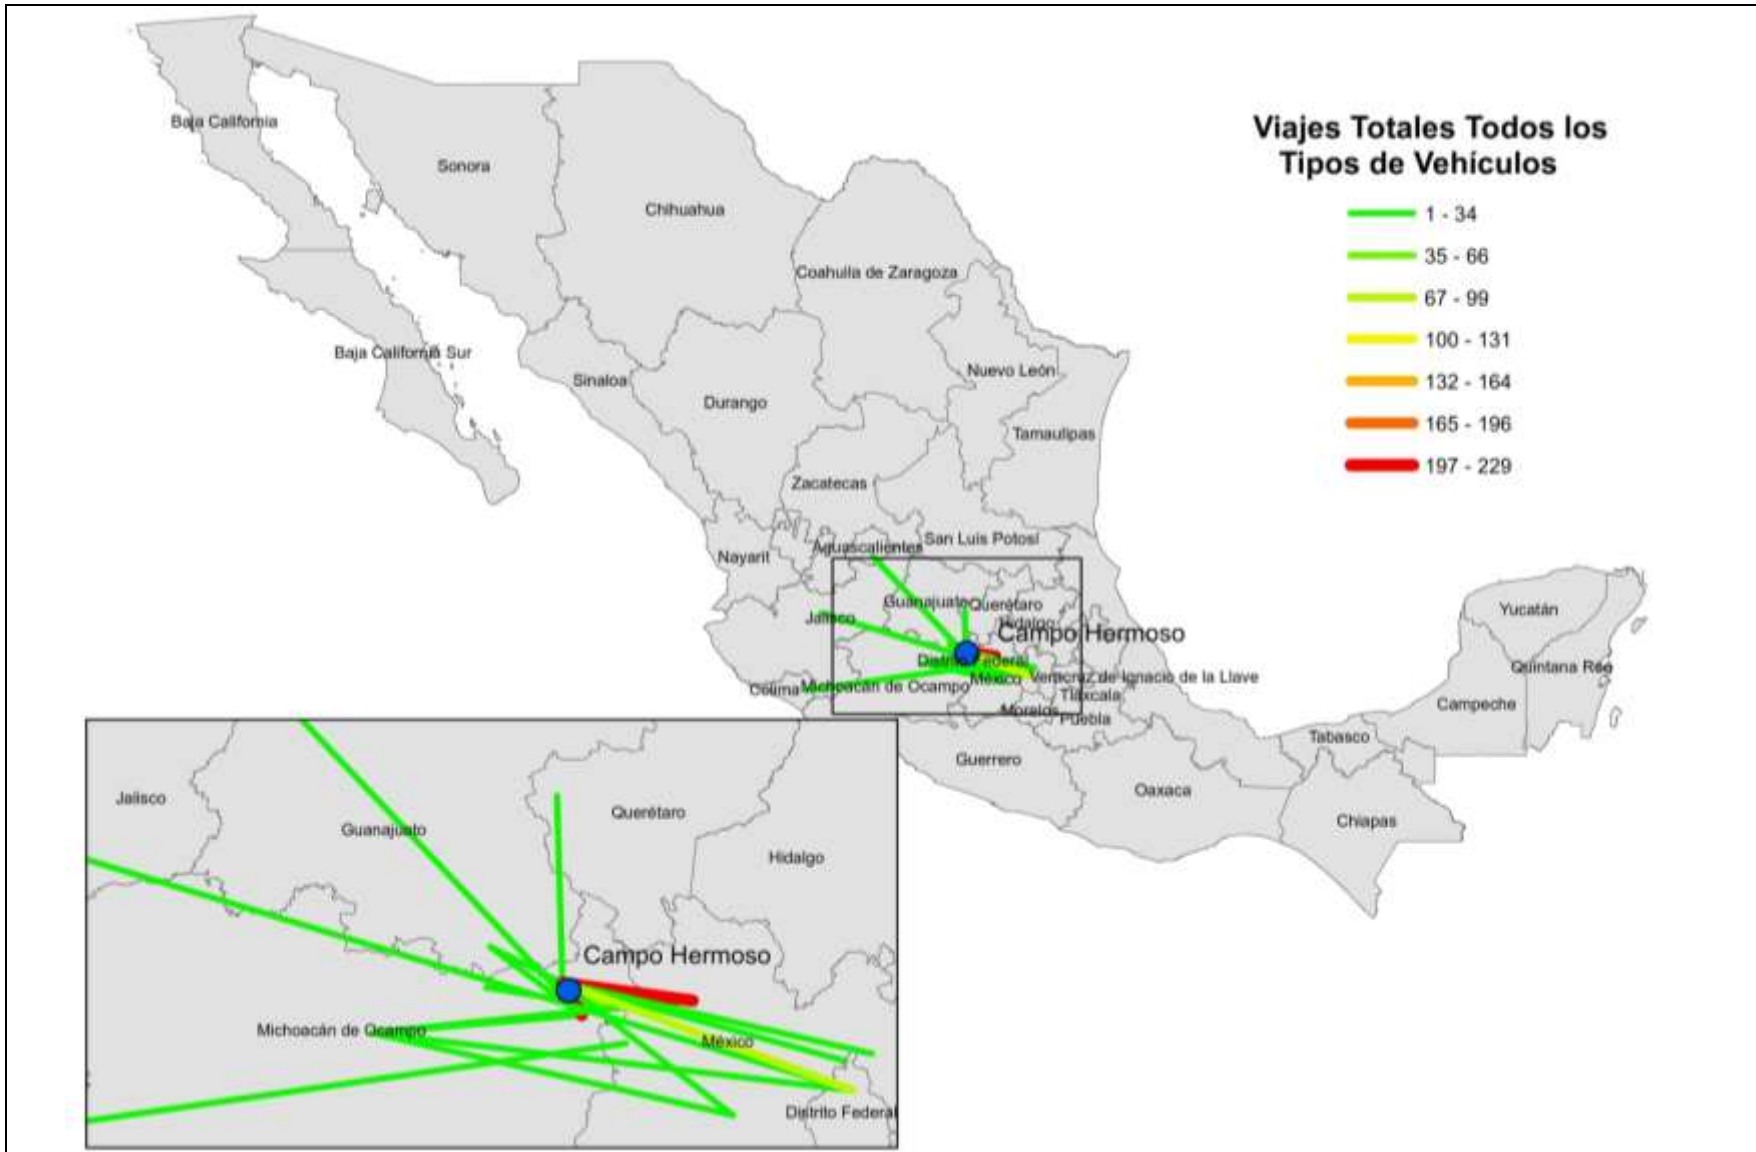 Viajes Totales Todos los
Tipos de Vehículos
1 - 34
35 - 66
67 - 99
100 - 131
132 - 164
165 - 196
197 - 229
Baja California
Sonora
Chihuahua
Coahuila de Zaragoza
Baja California Sur
Sinaloa
Durango
Nuevo León
Tamaulipas
Zacatecas
San Luis Potosí
Aguascalientes
Nayarit
Guanajuato
Querétaro
Jalisco
Hidalgo
Campo Hermoso
Distrito Federal
México
Veracruz de Ignacio de la Llave
Colima
Michoacán de Ocampo
Tlaxcala
Morelos
Puebla
Yucatán
Quintana Roo
Campeche
Tabasco
Guerrero
Oaxaca
Chiapas
Jalisco
Guanajuato
Querétaro
Hidalgo
Campo Hermoso
Michoacán de Ocampo
México
Distrito Federal